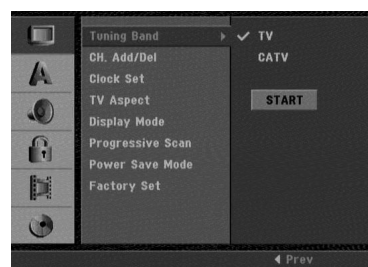 Tuning Band
TV
CH. Add/Del
CATV
Clock Set
TV Aspect
START
Display Mode
Progressive Scan
Power Save Mode
Factory Set
Prev